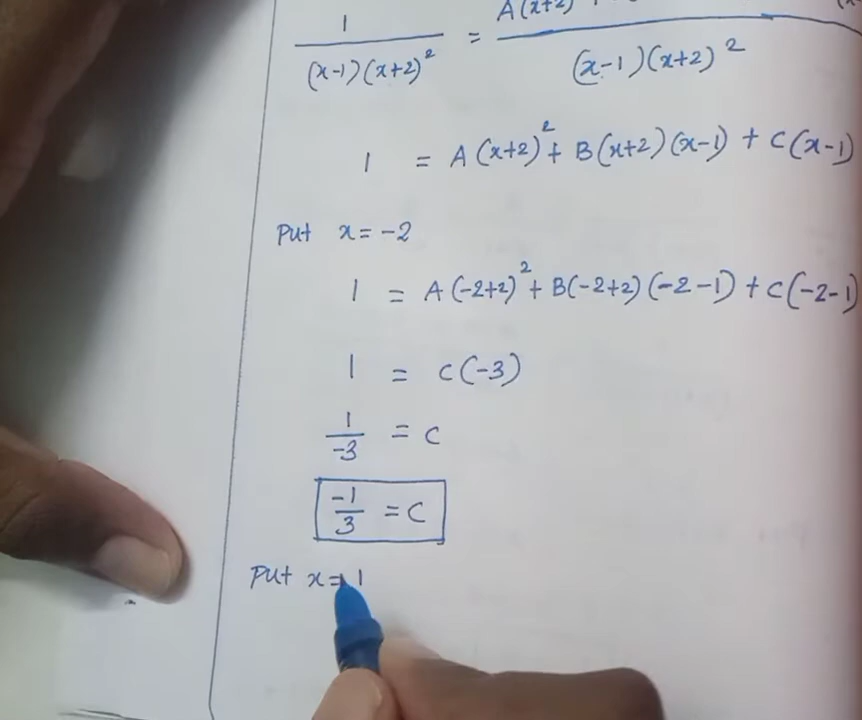 1 / (x-1)(x+2)² = A(x+2) / (x-1)(x+2)²
1 = A(x+2)² + B(x+2)(x-1) + C(x-1)
Put x = -2
1 = A(-2+2)² + B(-2+2)(-2-1) + C(-2-1)
1 = C(-3)
1/-3 = C
-1/3 = C
Put x = 1